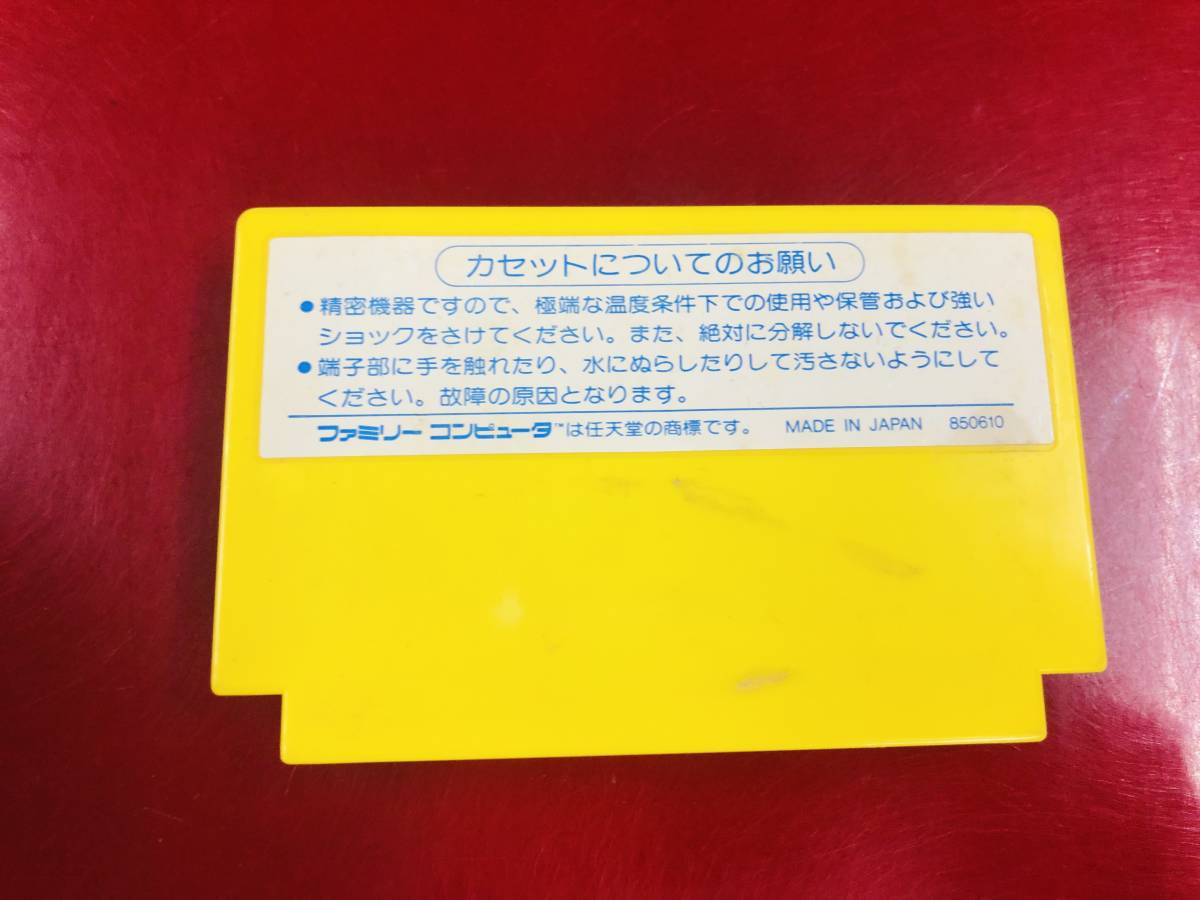 カセットについてのお願い
●精密機器ですので、極端な温度条件下での使用や保管および強い
ショックをさけてください。また、絶対に分解しないでください。
●端子部に手を触れたり、水にぬらしたりして汚さないようにして
ください。故障の原因となります。
ファミリー コンピュータ™は任天堂の商標です。 MADE IN JAPAN 850610